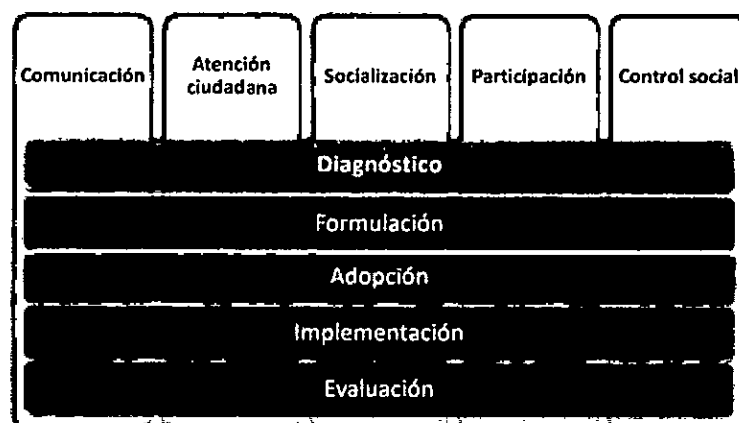 Comunicación
Atención
ciudadana
Socialización
Participación
Control social
Diagnóstico
Formulación
Adopción
Implementación
Evaluación